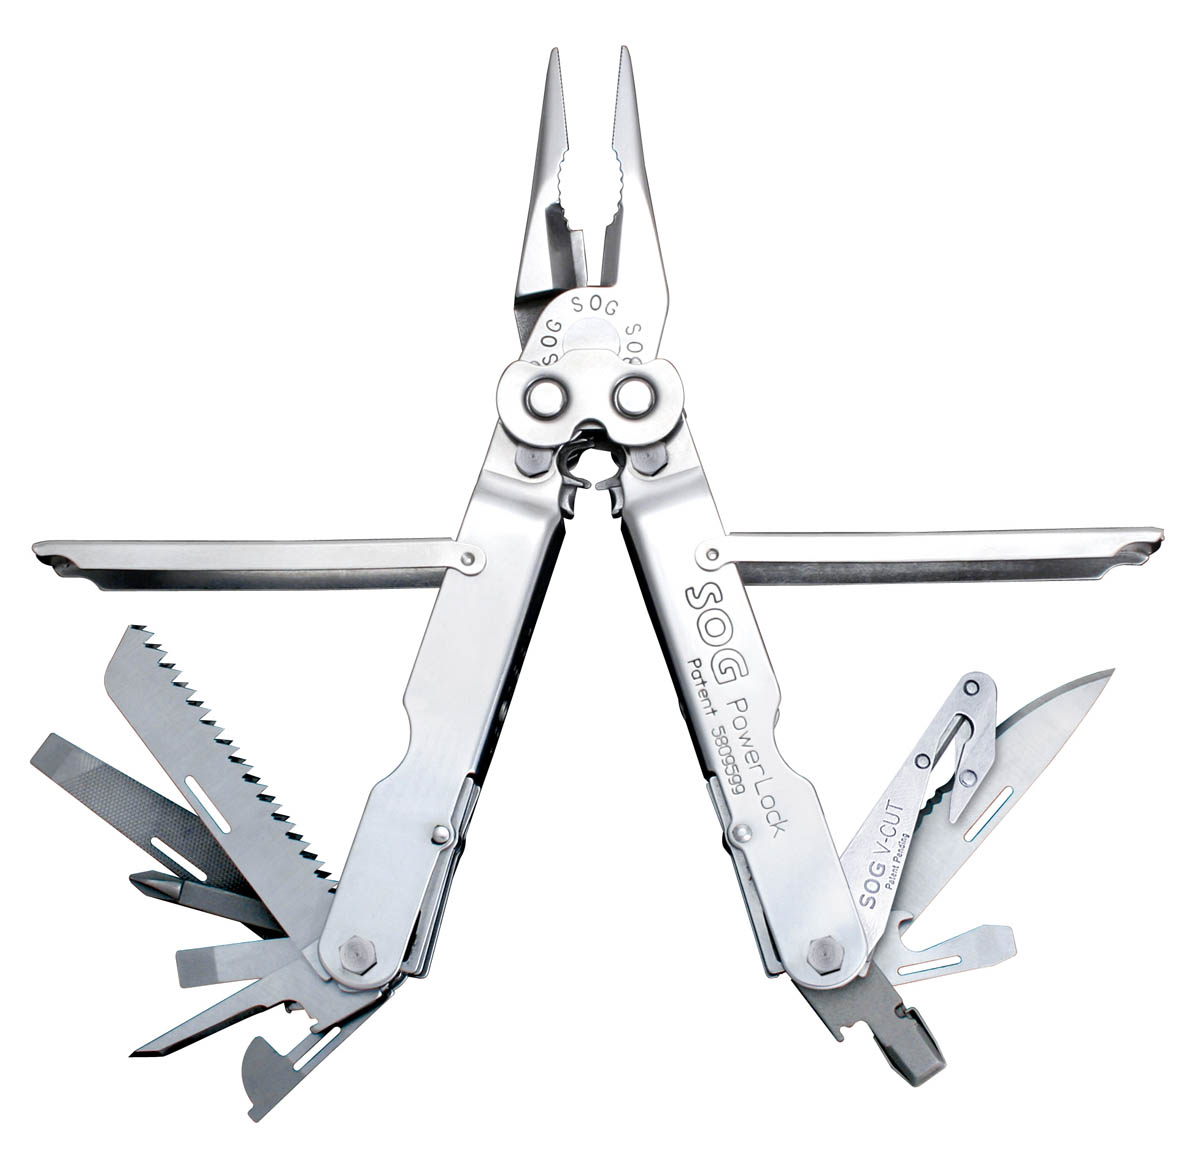 SOG SOG SOG
SOG
PowerLock
Patent 5809599
SOG V-CUT
Patent Pending